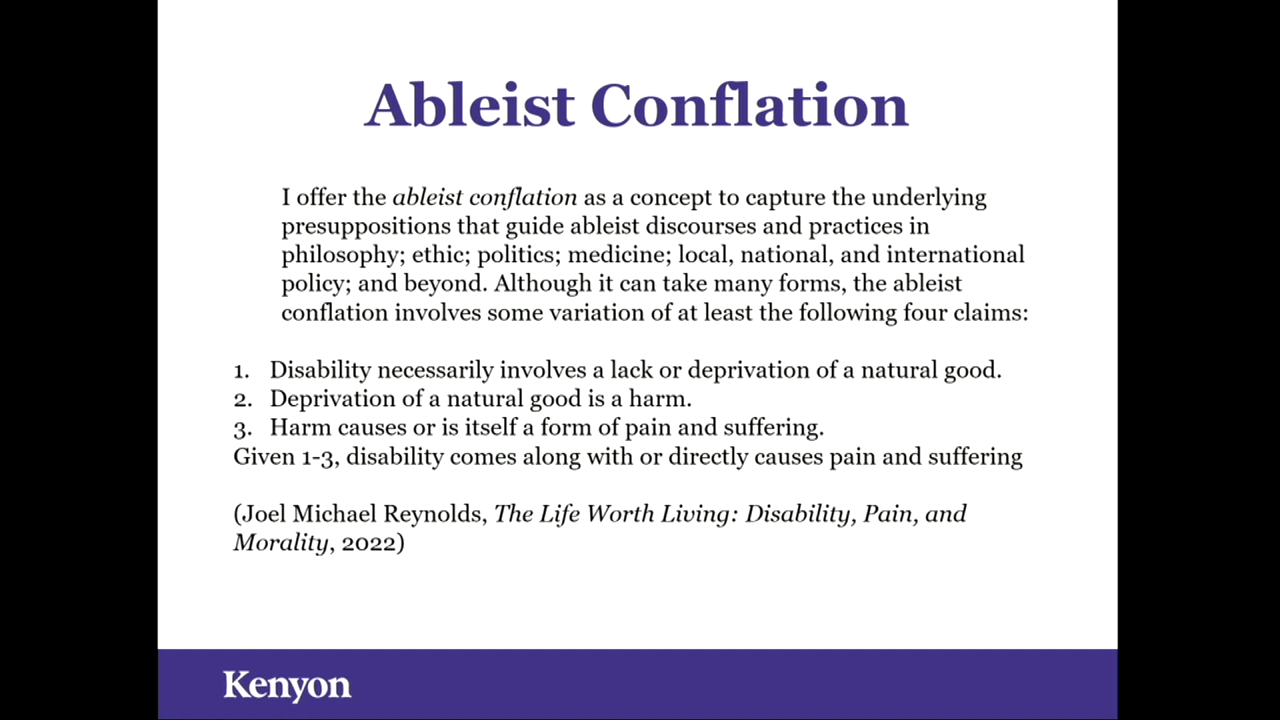 Ableist Conflation
I offer the ableist conflation as a concept to capture the underlying
presuppositions that guide ableist discourses and practices in
philosophy; ethic; politics; medicine; local, national, and international
policy; and beyond. Although it can take many forms, the ableist
conflation involves some variation of at least the following four claims:
1. Disability necessarily involves a lack or deprivation of a natural good.
2. Deprivation of a natural good is a harm.
3. Harm causes or is itself a form of pain and suffering.
Given 1-3, disability comes along with or directly causes pain and suffering
(Joel Michael Reynolds, The Life Worth Living: Disability, Pain, and
Morality, 2022)
Kenyon